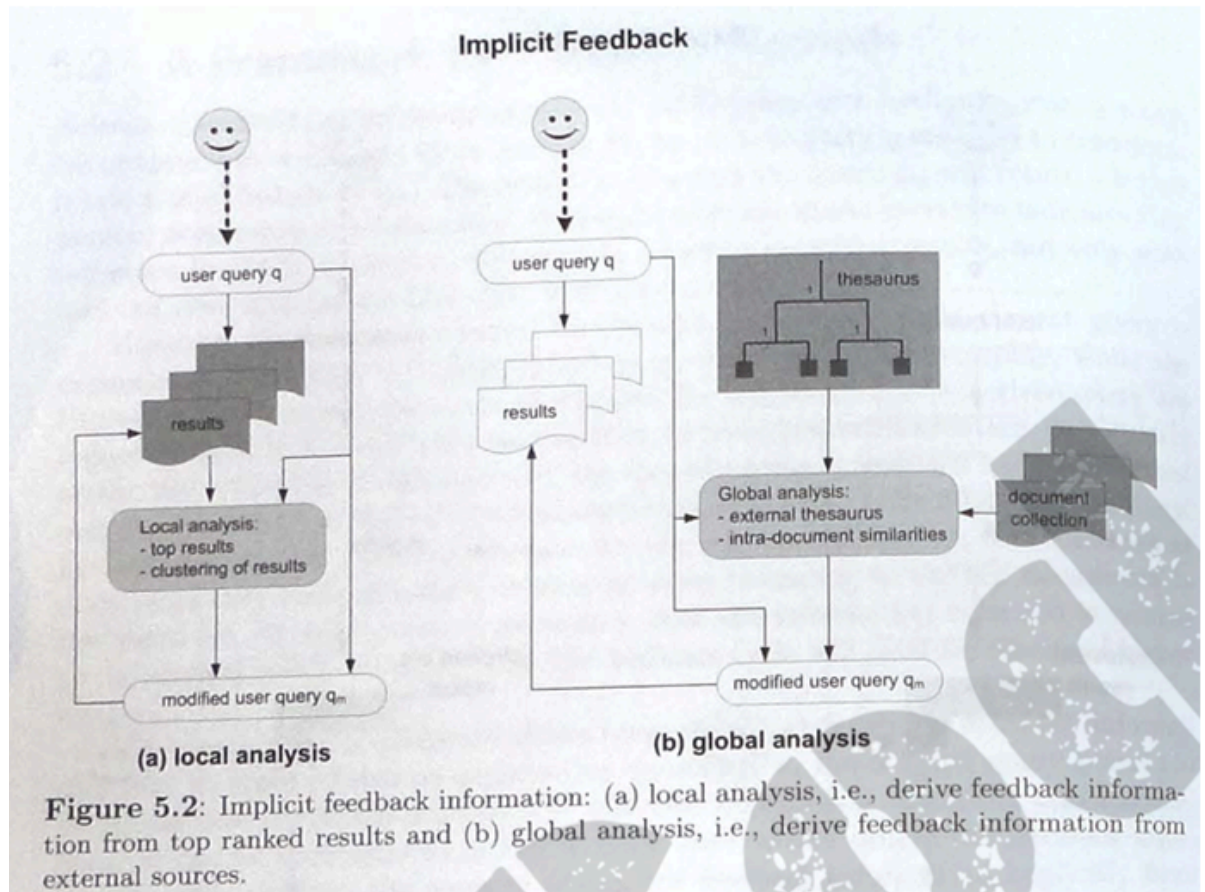 Implicit Feedback
user query q
results
Local analysis:
- top results
- clustering of results
modified user query qm
(a) local analysis
user query q
thesaurus
1
1
1
results
Global analysis:
- external thesaurus
- intra-document similarities
document
collection
modified user query qm
(b) global analysis
Figure 5.2: Implicit feedback information: (a) local analysis, i.e., derive feedback informa-
tion from top ranked results and (b) global analysis, i.e., derive feedback information from
external sources.